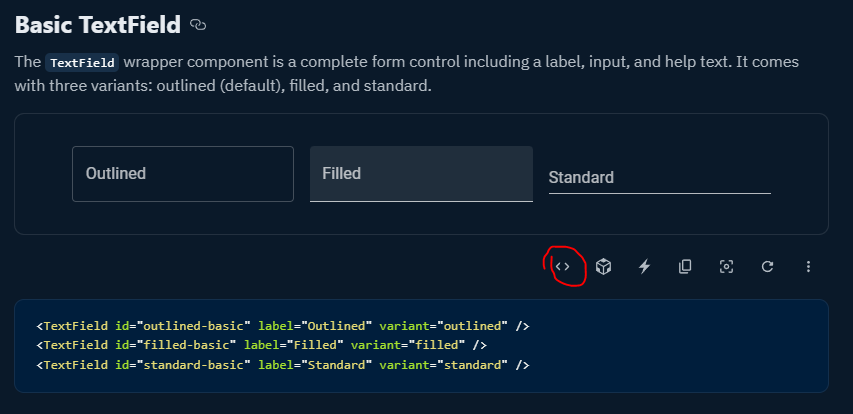 Basic TextField
The TextField wrapper component is a complete form control including a label, input, and help text. It comes
with three variants: outlined (default), filled, and standard.
Outlined
Filled
Standard
<TextField id="outlined-basic" label="Outlined" variant="outlined" />
<TextField id="filled-basic" label="Filled" variant="filled" />
<TextField id="standard-basic" label="Standard" variant="standard" />